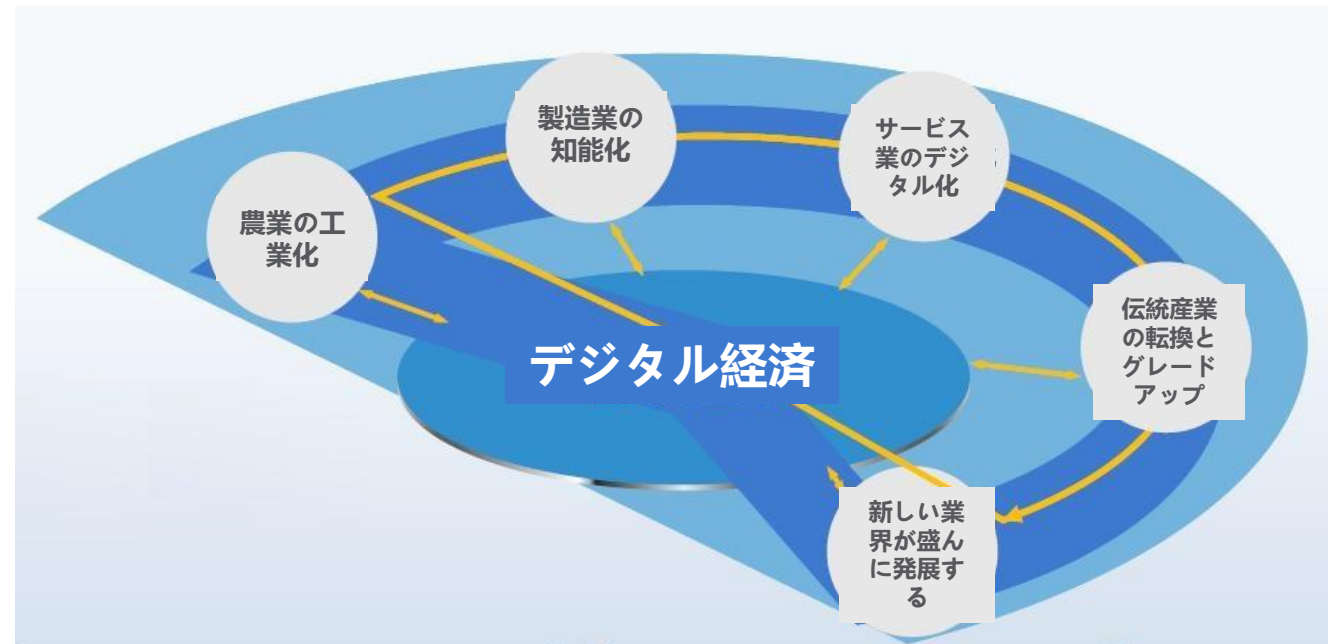 製造業の
知能化
サービス
業のデジ
タル化
農業の工
業化
伝統産業
の転換と
グレード
アップ
デジタル経済
新しい業
界が盛ん
に発展す
る